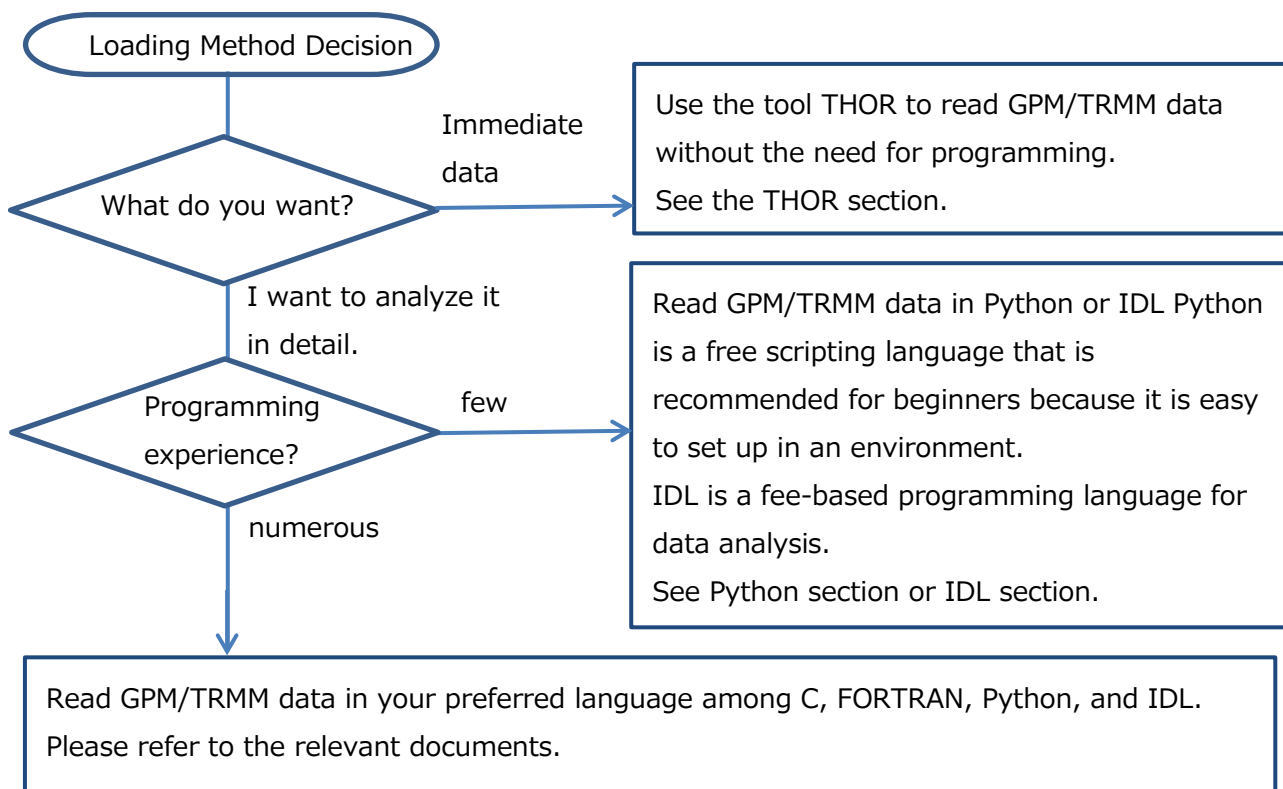 Loading Method Decision
Immediate
data
Use the tool THOR to read GPM/TRMM data
without the need for programming.
See the THOR section.
What do you want?
I want to analyze it
in detail.
Read GPM/TRMM data in Python or IDL Python
is a free scripting language that is
recommended for beginners because it is easy
to set up in an environment.
IDL is a fee-based programming language for
data analysis.
See Python section or IDL section.
Programming
experience?
few
numerous
Read GPM/TRMM data in your preferred language among C, FORTRAN, Python, and IDL.
Please refer to the relevant documents.